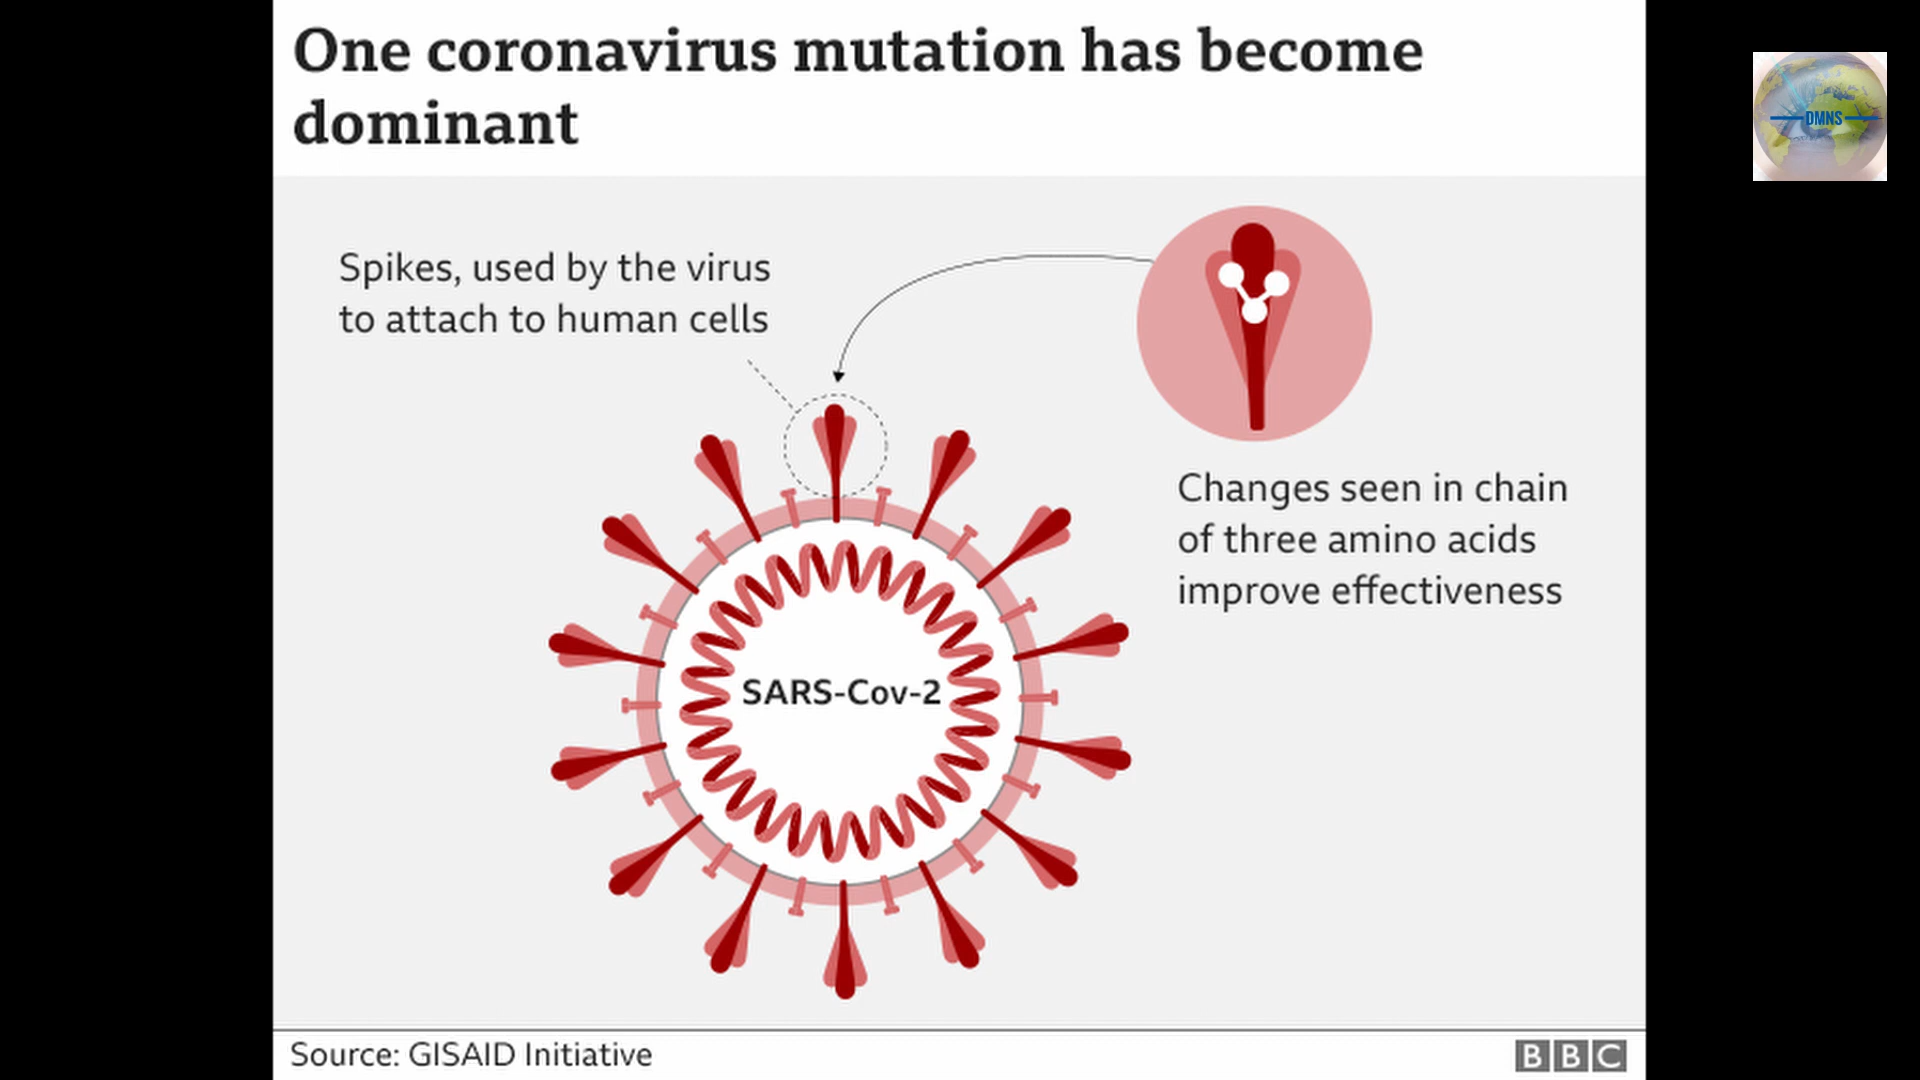 One coronavirus mutation has become
dominant
DMNS
Spikes, used by the virus
to attach to human cells
Changes seen in chain
of three amino acids
improve effectiveness
SARS-Cov-2
Source: GISAID Initiative
BBC